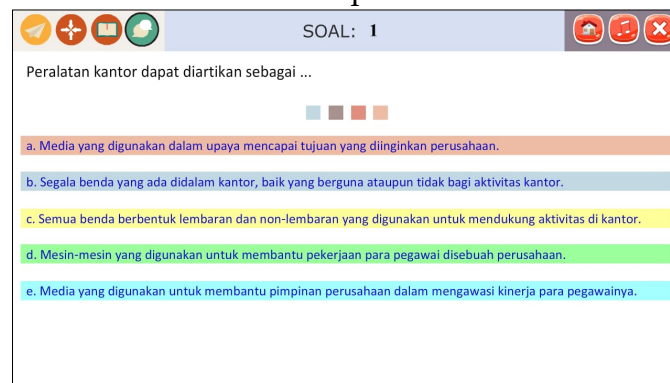 SOAL: 1
Peralatan kantor dapat diartikan sebagai ...
a. Media yang digunakan dalam upaya mencapai tujuan yang diinginkan perusahaan.
b. Segala benda yang ada didalam kantor, baik yang berguna ataupun tidak bagi aktivitas kantor.
c. Semua benda berbentuk lembaran dan non-lembaran yang digunakan untuk mendukung aktivitas di kantor.
d. Mesin-mesin yang digunakan untuk membantu pekerjaan para pegawai disebuah perusahaan.
e. Media yang digunakan untuk membantu pimpinan perusahaan dalam mengawasi kinerja para pegawainya.